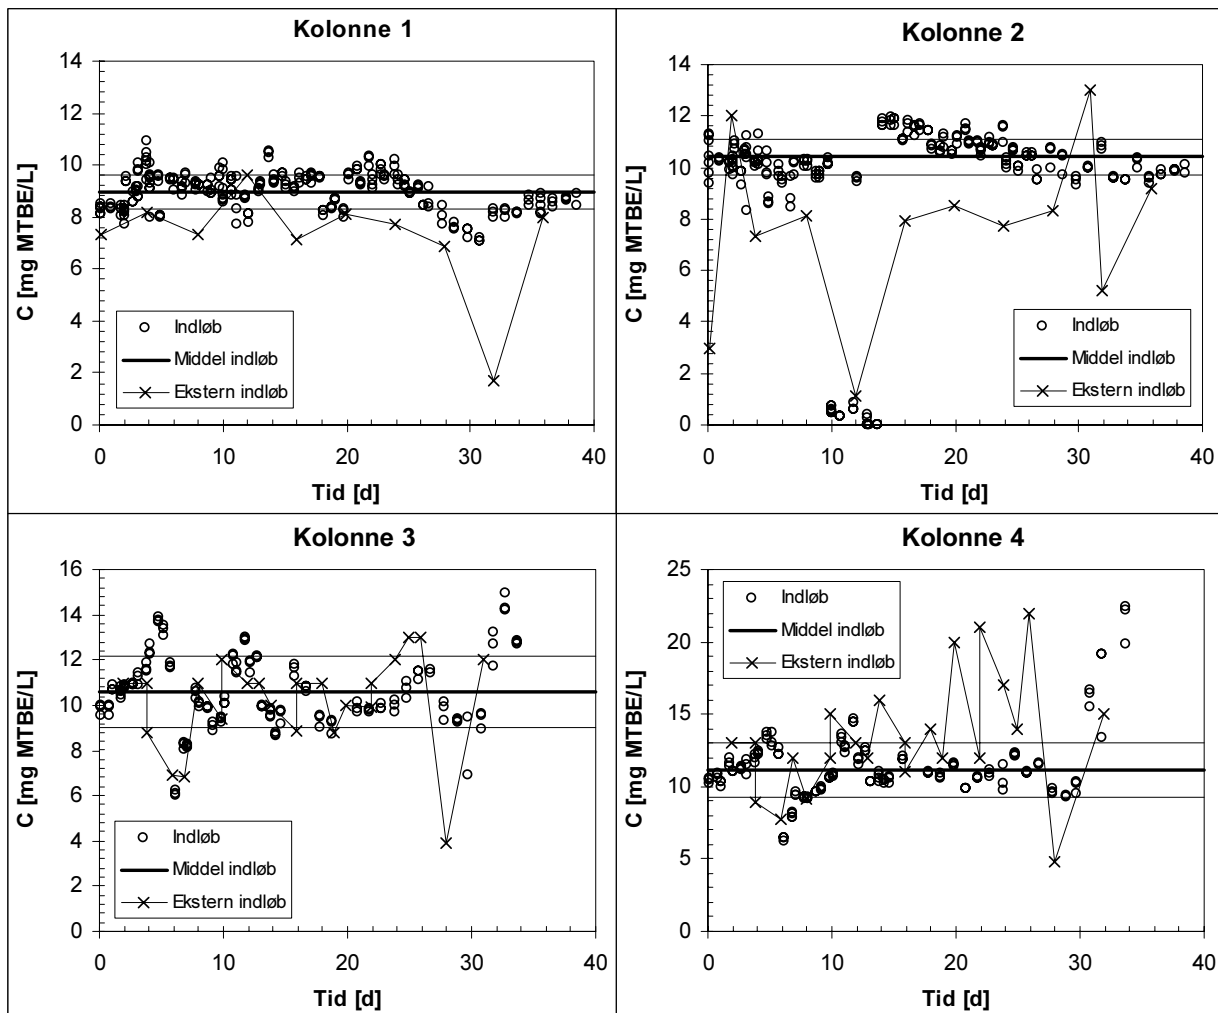 Kolonne 1
14
12
10
8
6
4
2
0
C [mg MTBE/L]
Indløb
Middel indløb
Ekstern indløb
0 10 20 30 40
Tid [d]
Kolonne 2
14
12
10
8
6
4
2
0
C [mg MTBE/L]
Indløb
Middel indløb
Ekstern indløb
0 10 20 30 40
Tid [d]
Kolonne 3
16
14
12
10
8
6
4
2
0
C [mg MTBE/L]
Indløb
Middel indløb
Ekstern indløb
0 10 20 30 40
Tid [d]
Kolonne 4
25
20
15
10
5
0
C [mg MTBE/L]
Indløb
Middel indløb
Ekstern indløb
0 10 20 30 40
Tid [d]